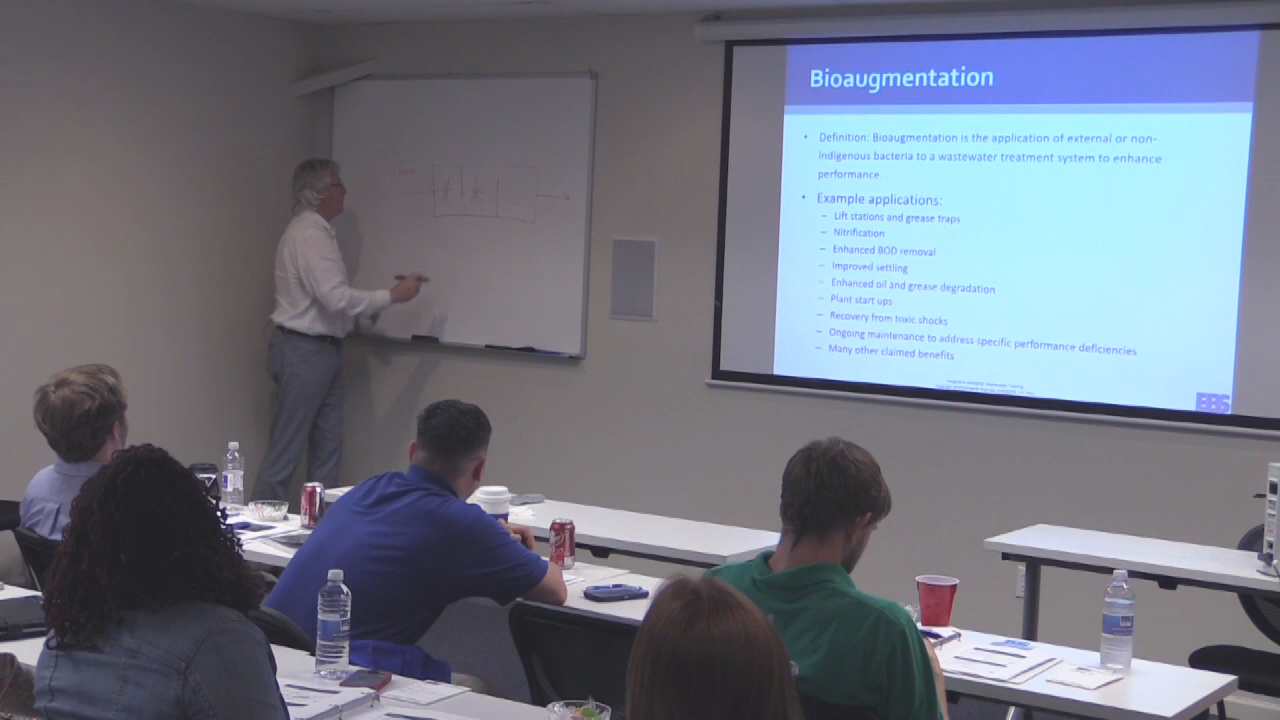 Bioaugmentation
• Definition: Bioaugmentation is the application of external or non-
indigenous bacteria to a wastewater treatment system to enhance
performance.
• Example applications:
– Lift stations and grease traps
– Nitrification
– Enhanced BOD removal
– Improved settling
– Enhanced oil and grease degradation
– Plant start ups
– Recovery from toxic shocks
– Ongoing maintenance to address specific performance deficiencies
– Many other claimed benefits
EBS